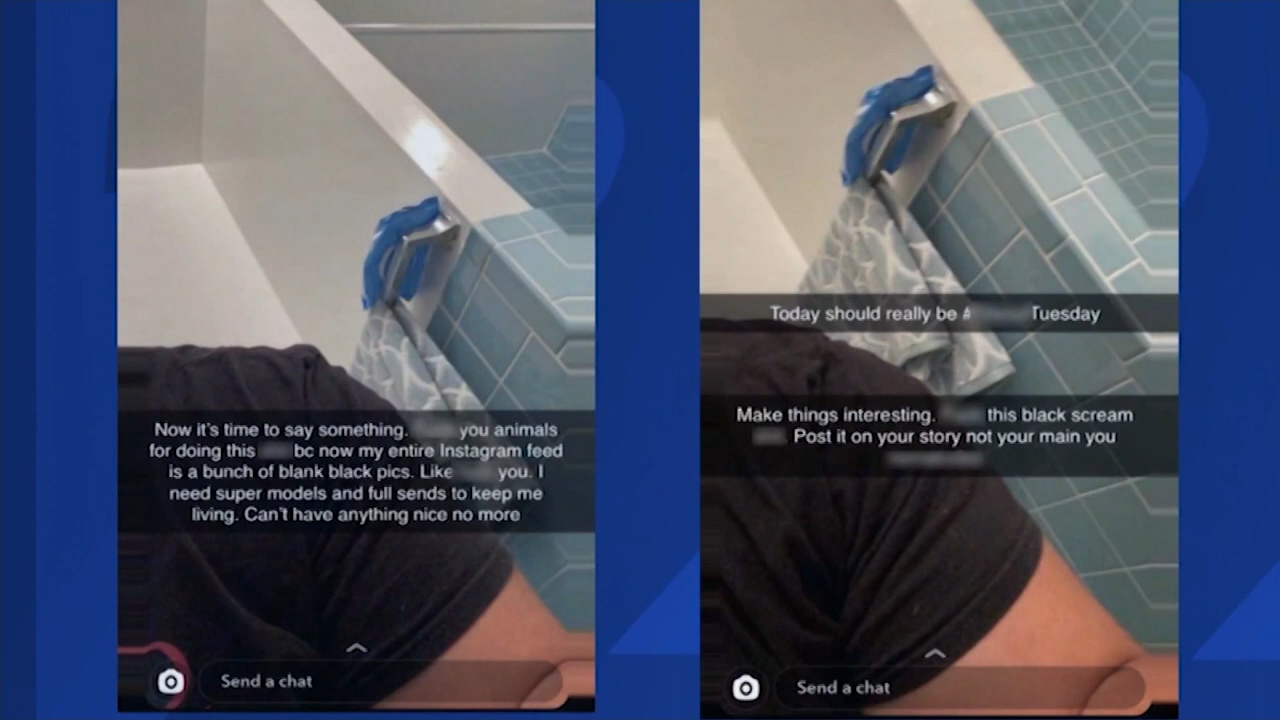 Now it's time to say something. you animals
for doing this bc now my entire Instagram feed
is a bunch of blank black pics. Like you. I
need super models and full sends to keep me
living. Can't have anything nice no more
Send a chat
Today should really be # Tuesday
Make things interesting. this black scream
. Post it on your story not your main you
Send a chat